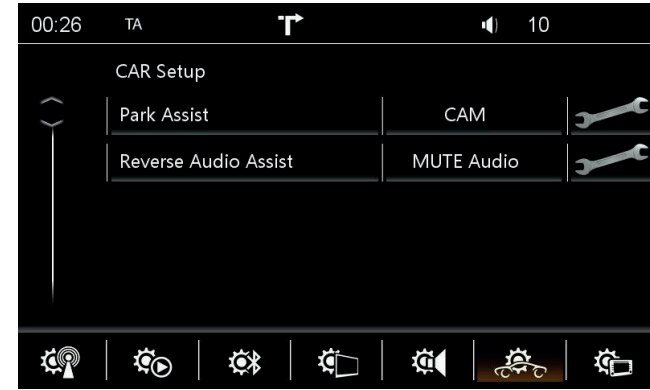 00:26 TA 10
CAR Setup
Park Assist CAM
Reverse Audio Assist MUTE Audio